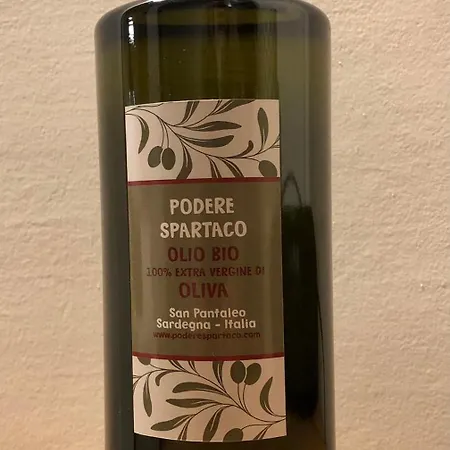 PODERE
SPARTACO
OLIO BIO
100% EXTRA VERGINE DI
OLIVA
San Pantaleo
Sardegna - Italia
www.poderespartaco.com